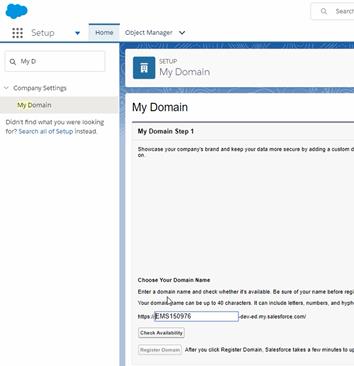 Search
Setup
Home
Object Manager
My D
SETUP
My Domain
Company Settings
My Domain
Didn't find what you were looking
for? Search all of Setup instead.
My Domain
My Domain Step 1
Showcase your company's brand and keep your data more secure by adding a custom d
on.
Choose Your Domain Name
Enter a domain name and check whether it's available. Be sure of your name before regi
Your domain name can be up to 40 characters. It can include letters, numbers, and hyph
https:// EMS150976 -dev-ed.my.salesforce.com/
Check Availability
Register Domain After you click Register Domain, Salesforce takes a few minutes to up